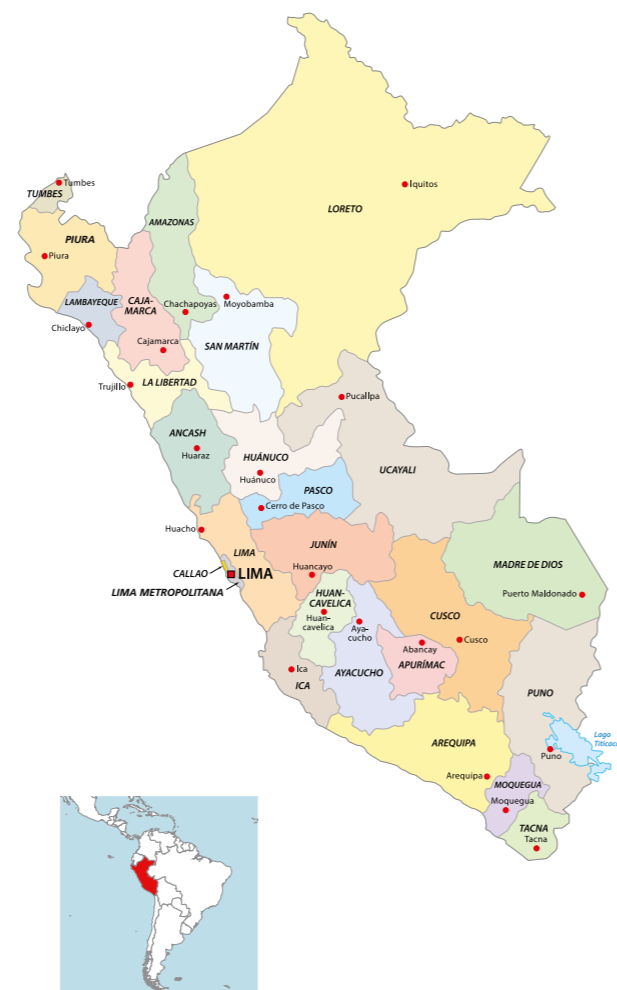 Tumbes
TUMBES
Iquitos
LORETO
AMAZONAS
PIURA
Piura
LAMBAYEQUE
CAJA-
MARCA
Chachapoyas
Moyobamba
Chiclayo
Cajamarca
SAN MARTÍN
Trujillo
LA LIBERTAD
Pucallpa
ANCASH
Huaraz
HUÁNUCO
Huánuco
UCAYALI
PASCO
Cerro de Pasco
Huacho
LIMA
JUNÍN
Huancayo
CALLAO
LIMA
LIMA METROPOLITANA
MADRE DE DIOS
Puerto Maldonado
HUAN-
CAVELICA
Huan-
cavelica
Aya-
cucho
CUSCO
Cusco
Abancay
APURÍMAC
Ica
ICA
AYACUCHO
PUNO
Puno
Lago
Titicac
AREQUIPA
Arequipa
MOQUEGUA
Moquegua
TACNA
Tacna